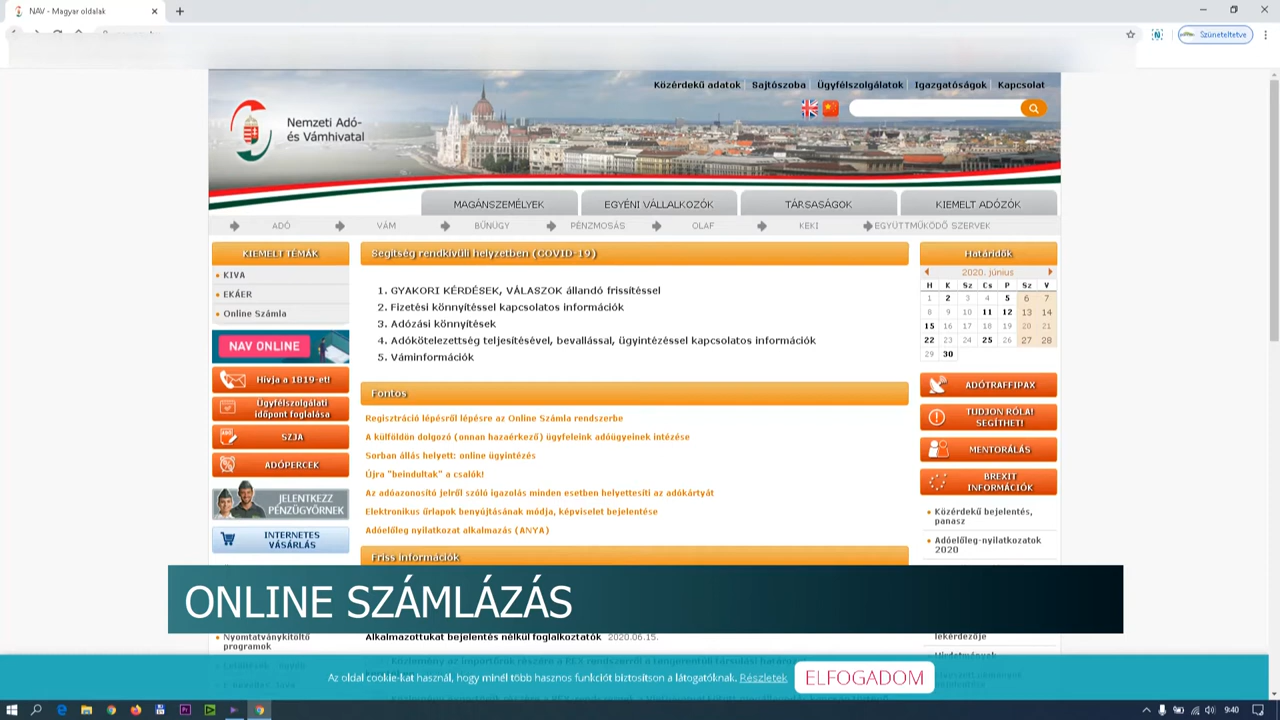 NAV - Magyar oldalak
Szüneteltetve
Közérdekű adatok
Sajtószoba
Ügyfélszolgálatok
Igazgatóságok
Kapcsolat
Nemzeti Adó-
és Vámhivatal
MAGÁNSZEMÉLYEK
EGYÉNI VÁLLALKOZÓK
TÁRSASÁGOK
KIEMELT ADÓZÓK
ADÓ
VÁM
BŰNÜGY
PÉNZMOSÁS
OLAF
KEKI
EGYÜTTMŰKÖDŐ SZERVEK
KIEMELT TÉMÁK
KIVA
EKÁER
Online Számla
NAV ONLINE
Hívja a 1819-et!
Ügyfélszolgálati
időpont foglalása
SZJA
ADÓPERCEK
JELENTKEZZ
PÉNZÜGYŐRNEK
INTERNETES
VÁSÁRLÁS
Nyomtatványkitöltő
programok
Segítség rendkívüli helyzetben (COVID-19)
1. GYAKORI KÉRDÉSEK, VÁLASZOK állandó frissítéssel
2. Fizetési könnyítéssel kapcsolatos információk
3. Adózási könnyítések
4. Adókötelezettség teljesítésével, bevallással, ügyintézéssel kapcsolatos információk
5. Váminformációk
Fontos
Regisztráció lépésről lépésre az Online Számla rendszerbe
A külföldön dolgozó (onnan hazaérkező) ügyfeleink adóügyeinek intézése
Sorban állás helyett: online ügyintézés
Újra "beindultak" a csalók!
Az adóazonosító jelről szóló igazolás minden esetben helyettesíti az adókártyát
Elektronikus űrlapok benyújtásának módja, képviselet bejelentése
Adóelőleg nyilatkozat alkalmazás (ANYA)
Friss információk
Alkalmazottukat bejelentés nélkül foglalkoztatók 2020.06.15.
Határidők
2020. június
H K Sz Cs P Sz V
1 2 3 4 5 6 7
8 9 10 11 12 13 14
15 16 17 18 19 20 21
22 23 24 25 26 27 28
29 30
ADÓTRAFFIPAX
TUDJON RÓLA!
SEGÍTHET!
MENTORÁLÁS
BREXIT
INFORMÁCIÓK
Közérdekű bejelentés,
panasz
Adóelőleg-nyilatkozatok
2020
lekérdezője
Hirdetmények
ONLINE SZÁMLÁZÁS
Az oldal cookie-kat használ, hogy minél több hasznos funkciót biztosítson a látogatóknak. Részletek
ELFOGADOM
9:40